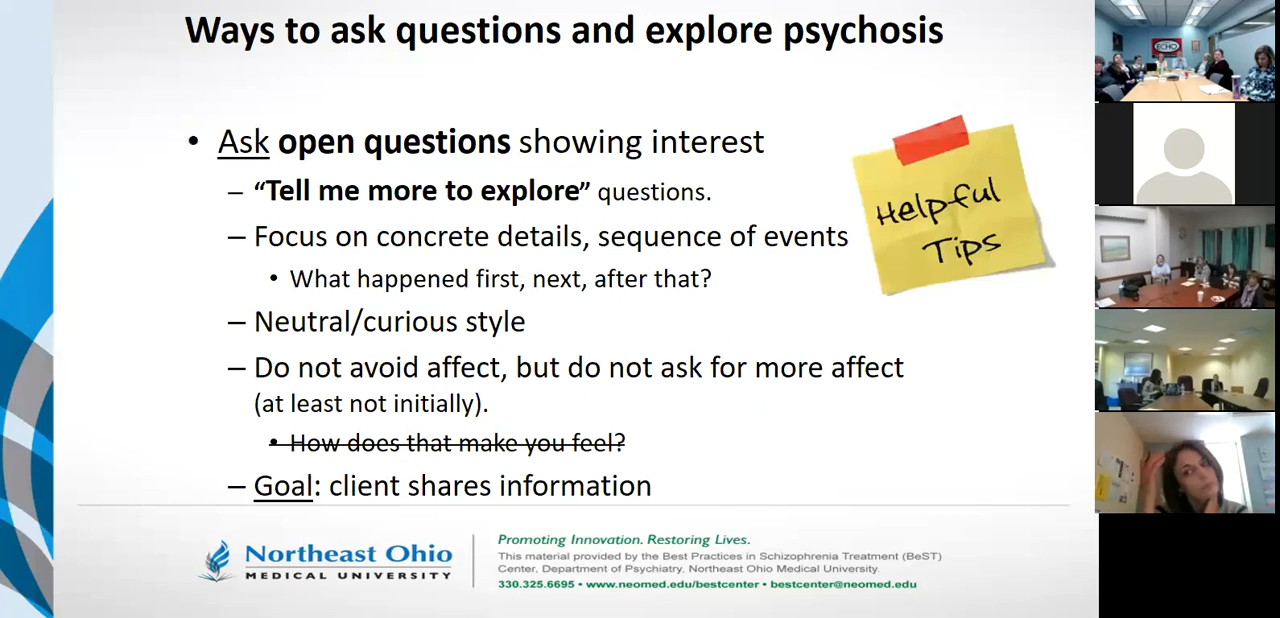 Ways to ask questions and explore psychosis
• Ask open questions showing interest
– “Tell me more to explore” questions.
– Focus on concrete details, sequence of events
• What happened first, next, after that?
– Neutral/curious style
– Do not avoid affect, but do not ask for more affect
(at least not initially).
• How does that make you feel?
– Goal: client shares information
Helpful
Tips
Northeast Ohio
MEDICAL UNIVERSITY
Promoting Innovation. Restoring Lives.
This material provided by the Best Practices in Schizophrenia Treatment (BeST)
Center, Department of Psychiatry, Northeast Ohio Medical University.
330.325.6695 • www.neomed.edu/bestcenter • bestcenter@neomed.edu
ECHO